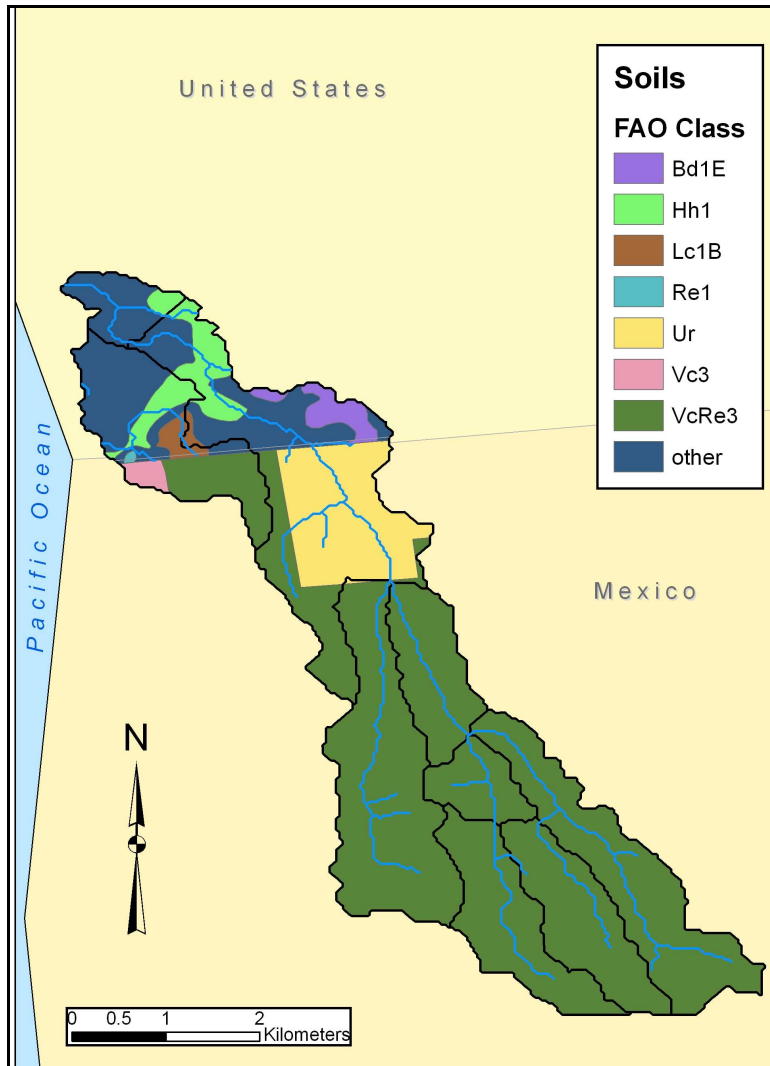 United States
Soils
FAO Class
Bd1E
Hh1
Lc1B
Re1
Ur
Vc3
VcRe3
other
Pacific Ocean
Mexico
N
0 0.5 1 2
Kilometers